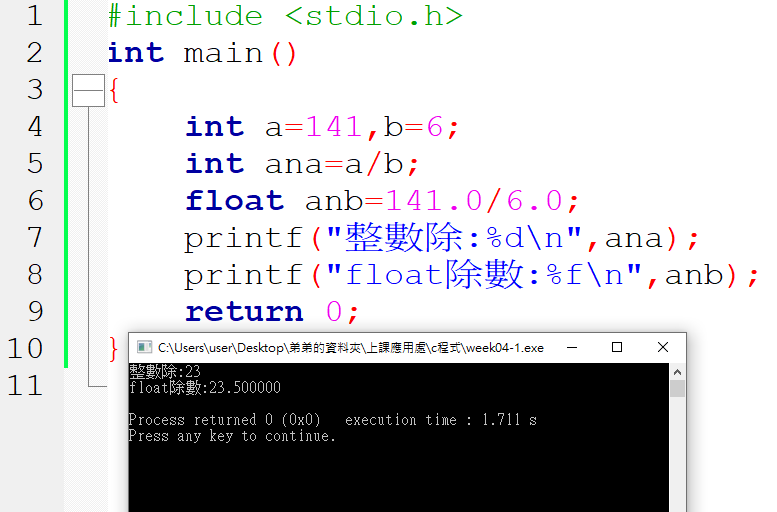 1 #include <stdio.h>
2 int main()
3 {
4 int a=141,b=6;
5 int ana=a/b;
6 float anb=141.0/6.0;
7 printf("整數除:%d\n",ana);
8 printf("float除數:%f\n",anb);
9 return 0;
10 }
11
C:\Users\user\Desktop\弟弟的資料夾\上課應用處\c程式\week04-1.exe
整數除:23
float除數:23.500000
Process returned 0 (0x0)   execution time : 1.711 s
Press any key to continue.